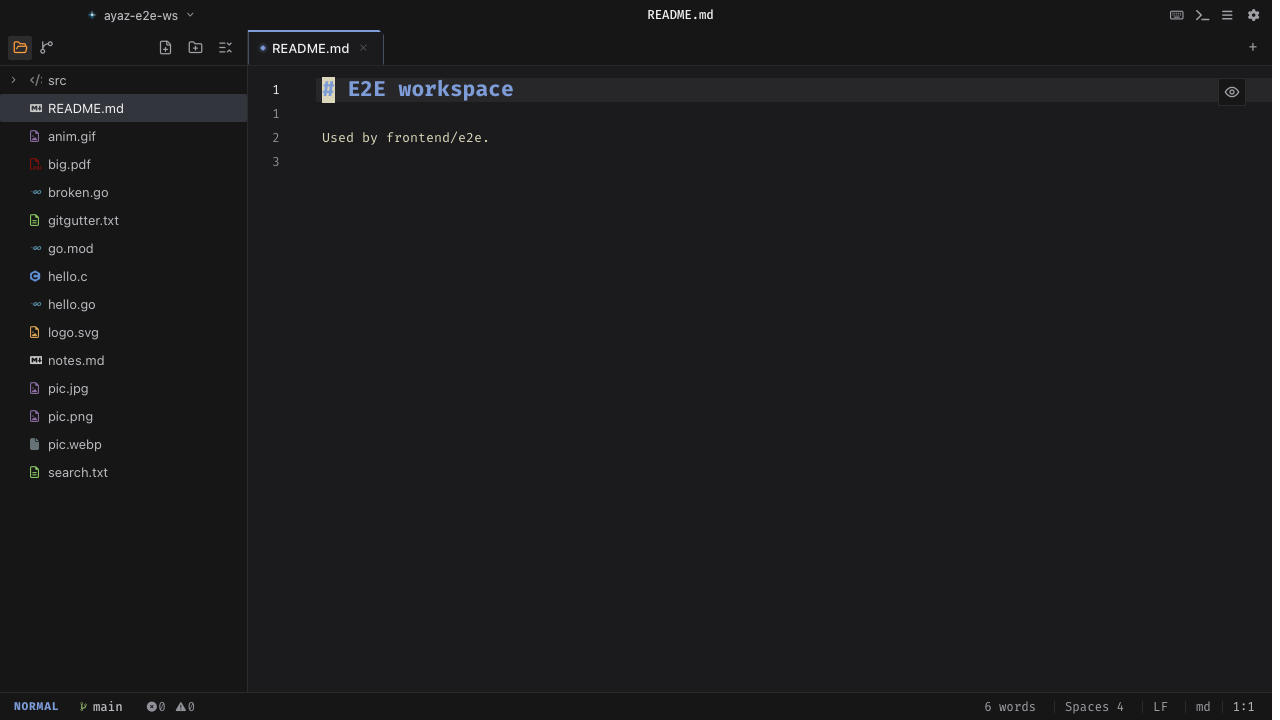 ayaz-e2e-ws
README.md
README.md
src
README.md
anim.gif
big.pdf
broken.go
gitgutter.txt
go.mod
hello.c
hello.go
logo.svg
notes.md
pic.jpg
pic.png
pic.webp
search.txt
1 # E2E workspace
1
2 Used by frontend/e2e.
3
NORMAL main 0 0 6 words Spaces 4 LF md 1:1